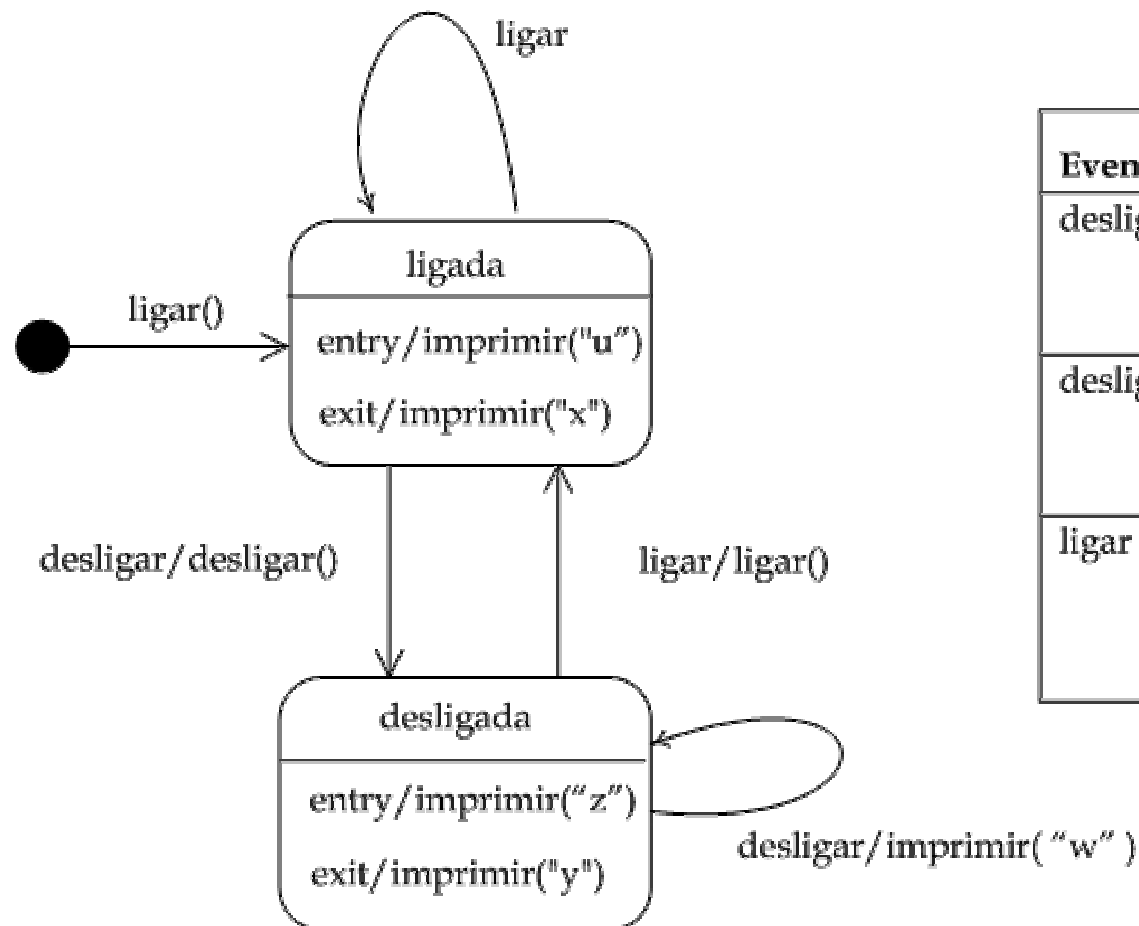 ligar
ligada
ligar()
entry/imprimir("u”)
exit/imprimir("x")
desligar/desligar()
ligar/ligar()
desligada
entry/imprimir(“z”)
exit/imprimir("y")
desligar/imprimir( “w” )
ligar